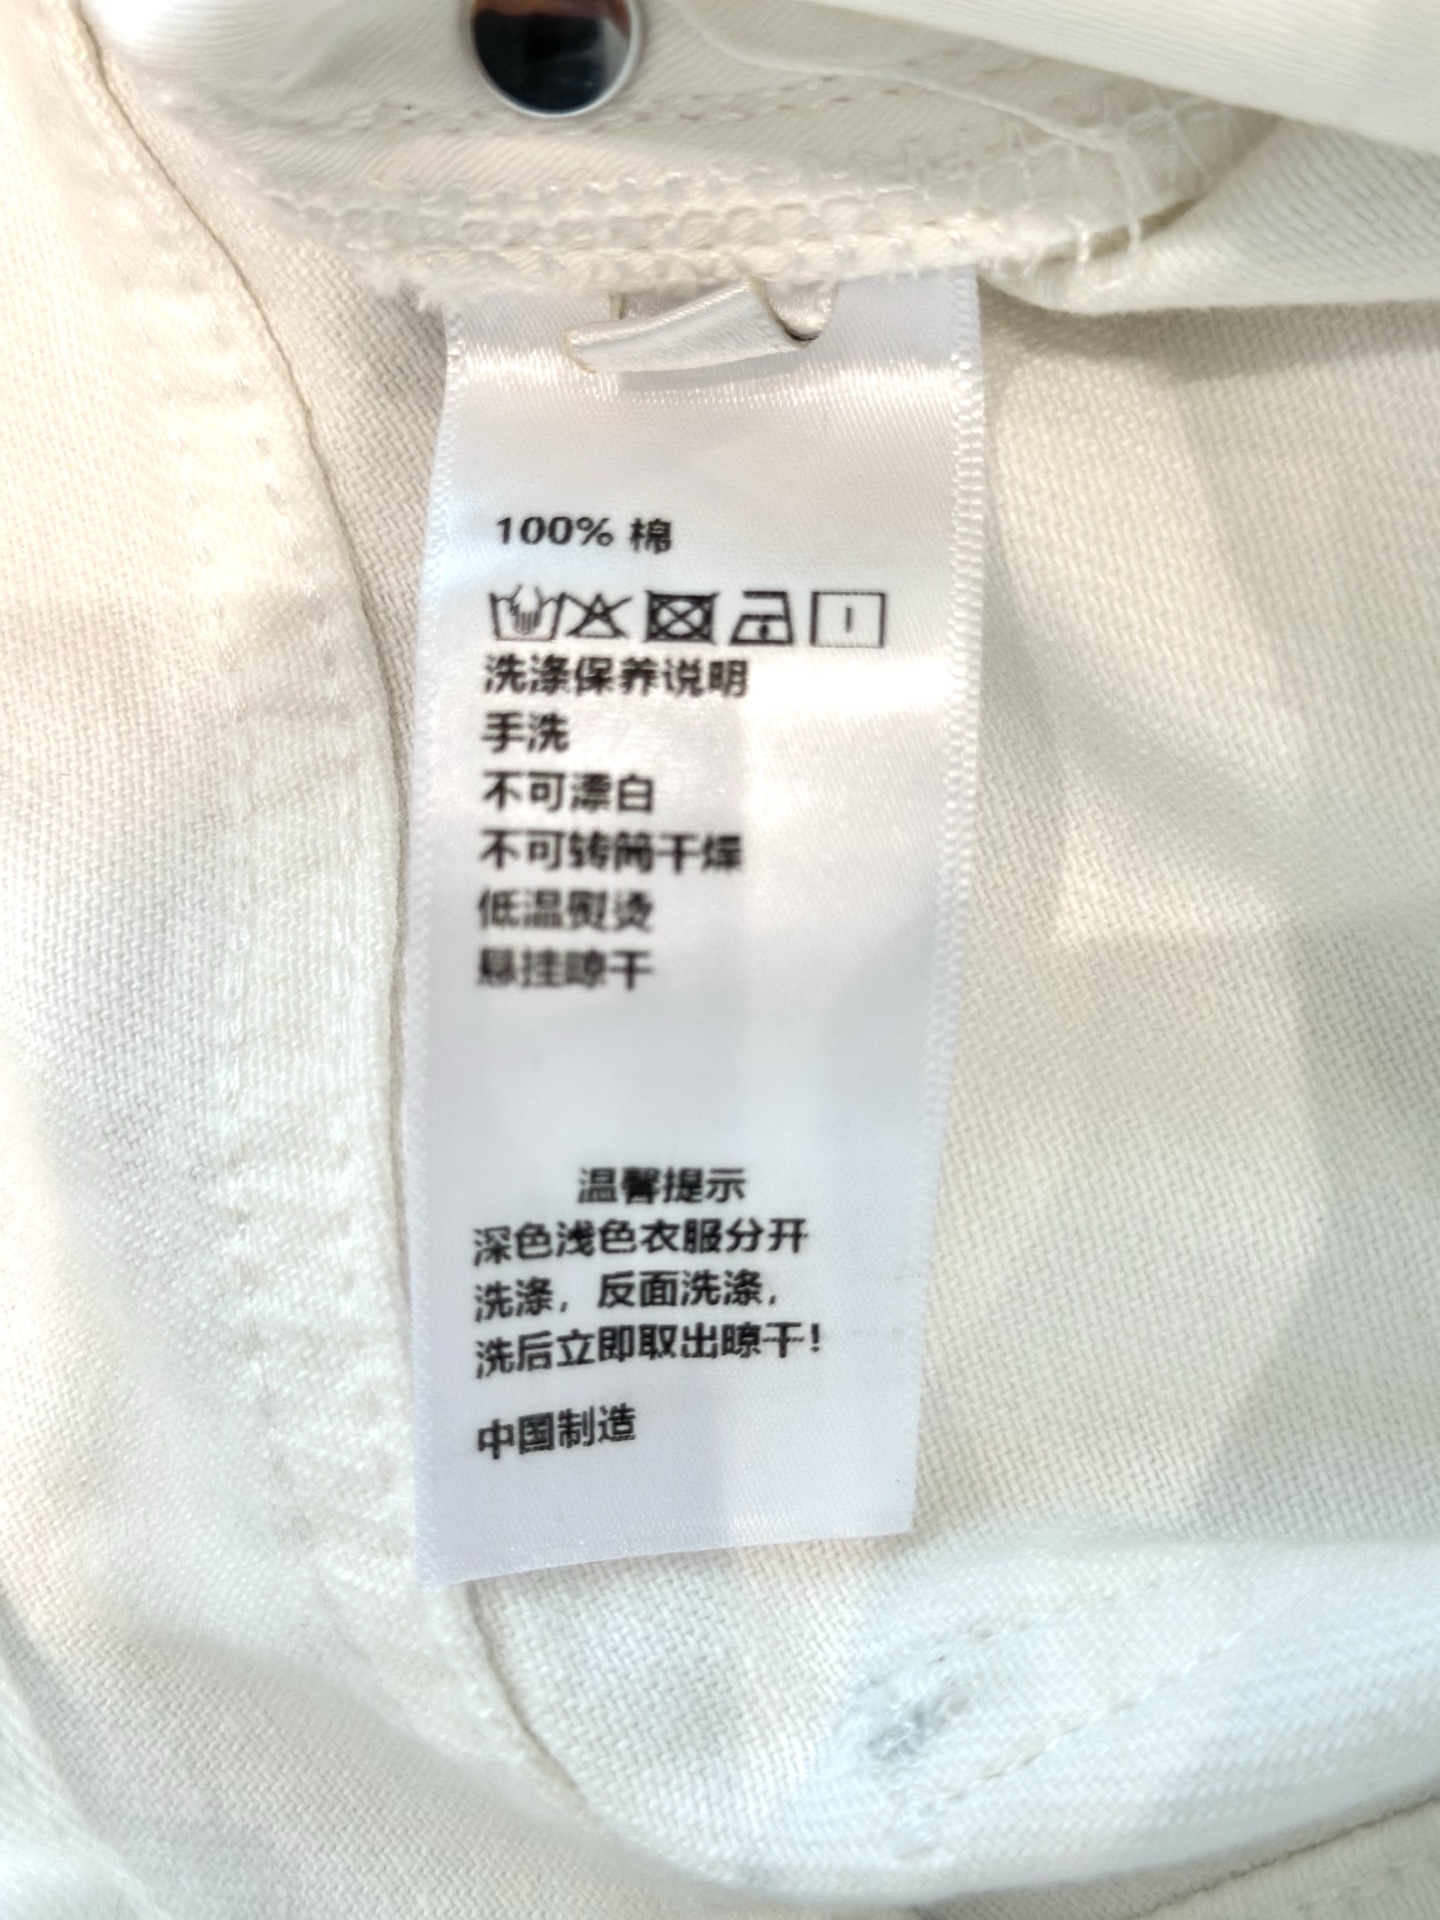 100% 棉
洗涤保养说明
手洗
不可漂白
不可转筒干燥
低温熨烫
悬挂晾干
温馨提示
深色浅色衣服分开
洗涤，反面洗涤，
洗后立即取出晾干！
中国制造